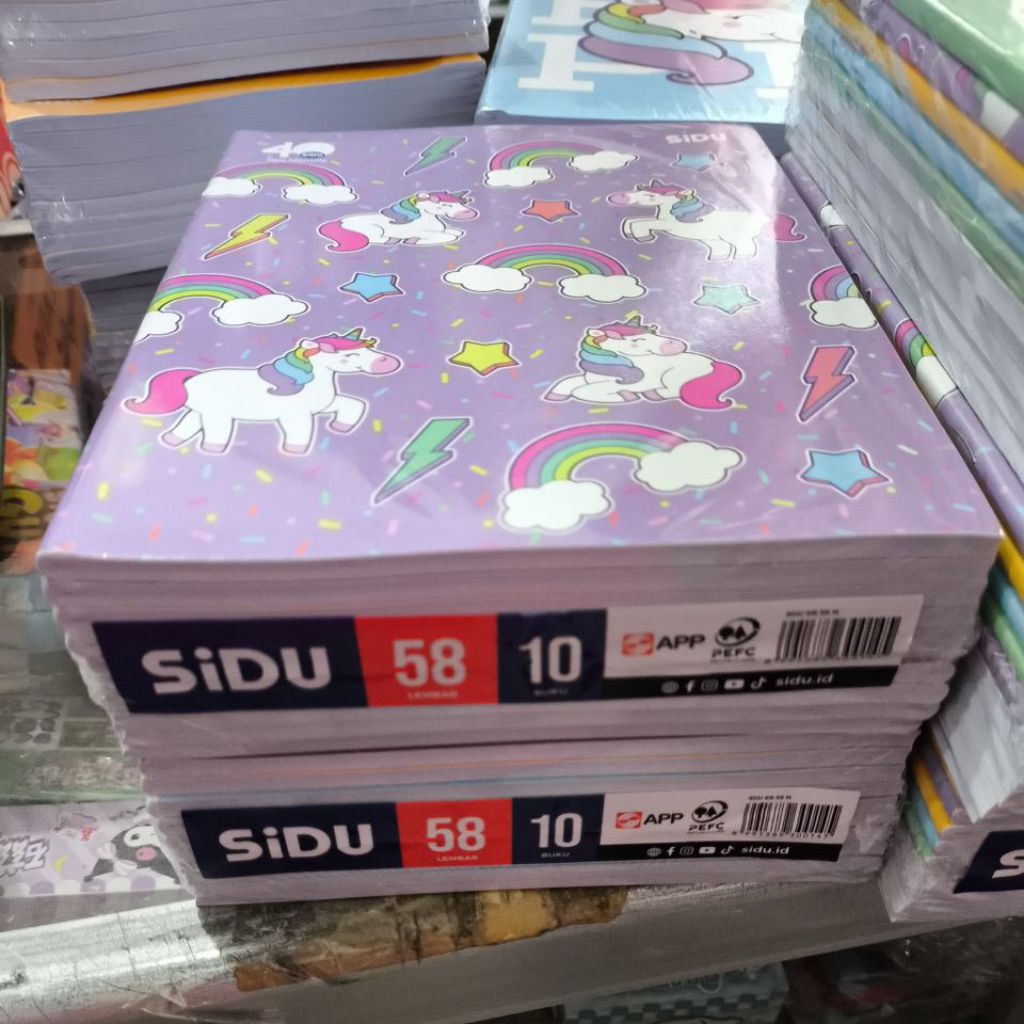 40
SiDU
SiDU
58
LEMBAR
10
BUKU
APP
PEFC
sidu.id
SiDU
58
LEMBAR
10
BUKU
APP
PEFC
sidu.id